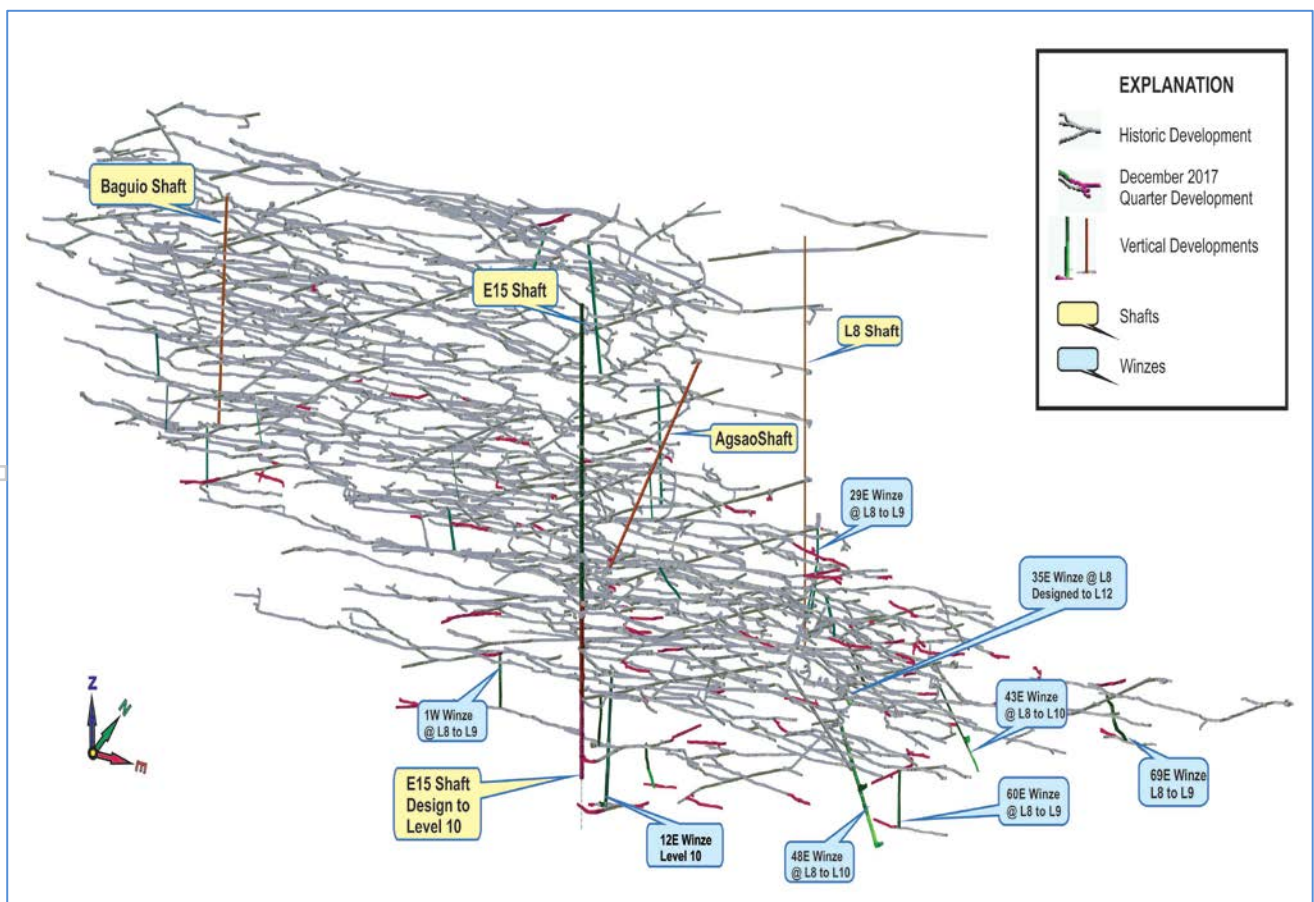 EXPLANATION
Historic Development
December 2017
Quarter Development
Vertical Developments
Shafts
Winzes
Baguio Shaft
E15 Shaft
L8 Shaft
AgsaoShaft
29E Winze
@ L8 to L9
35E Winze @ L8
Designed to L12
1W Winze
@ L8 to L9
43E Winze
@ L8 to L10
69E Winze
L8 to L9
E15 Shaft
Design to
Level 10
12E Winze
Level 10
60E Winze
@ L8 to L9
48E Winze
@ L8 to L10
Z
N
E